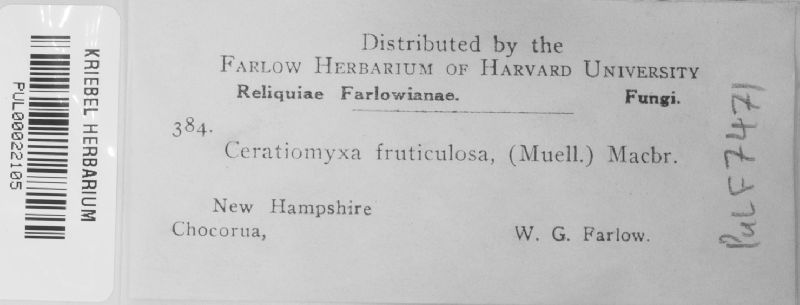 KRIEBEL HERBARIUM
PUL00022105
Distributed by the
FARLOW HERBARIUM OF HARVARD UNIVERSITY
Reliquiae Farlowianae. Fungi.
384.
Ceratiomyxa fruticulosa, (Muell.) Macbr.
New Hampshire
Chocorua, W. G. Farlow.
PuLF7471